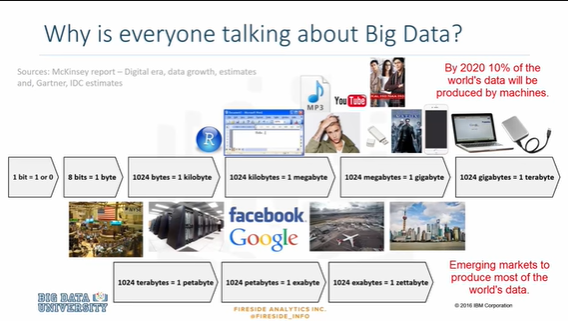 Why is everyone talking about Big Data?
Sources: McKinsey report – Digital era, data growth, estimates
and, Gartner, IDC estimates
By 2020 10% of the
world's data will be
produced by machines.
MP3
YouTube
R
1 bit = 1 or 0
8 bits = 1 byte
1024 bytes = 1 kilobyte
1024 kilobytes = 1 megabyte
1024 megabytes = 1 gigabyte
1024 gigabytes = 1 terabyte
facebook
Google
1024 terabytes = 1 petabyte
1024 petabytes = 1 exabyte
1024 exabytes = 1 zettabyte
Emerging markets to
produce most of the
world's data.
BIG DATA
UNIVERSITY
FIRESIDE ANALYTICS INC.
@FIRESIDE_INFO
© 2016 IBM Corporation